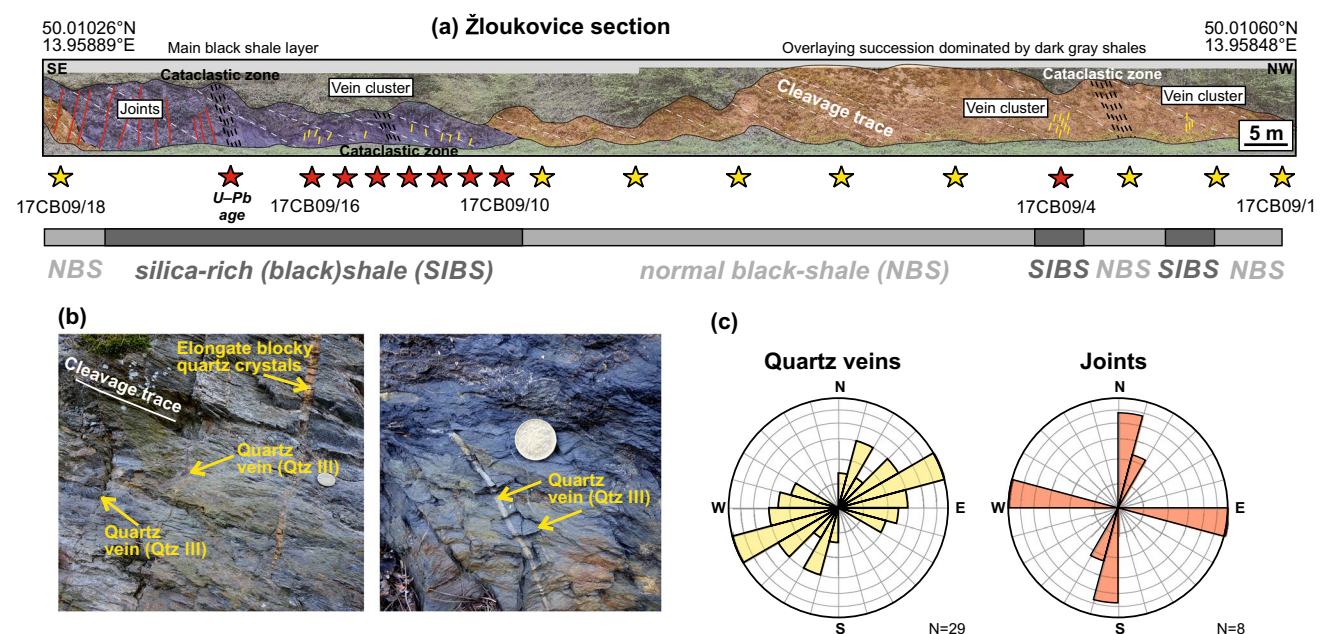 (a) Žloukovice section
50.01026°N
13.95889°E
50.01060°N
13.95848°E
Main black shale layer
Overlaying succession dominated by dark gray shales
SE
NW
Cataclastic zone
Vein cluster
Joints
Cataclastic zone
Cleavage trace
Cataclastic zone
Vein cluster
Vein cluster
5 m
17CB09/18
U–Pb
age
17CB09/16
17CB09/10
17CB09/4
17CB09/1
NBS
silica-rich (black)shale (SIBS)
normal black-shale (NBS)
SIBS
NBS
SIBS
NBS
(b)
Elongate blocky
quartz crystals
Cleavage trace
Quartz
vein (Qtz III)
Quartz
vein (Qtz III)
Quartz
vein (Qtz III)
(c)
Quartz veins
N
W
E
S
N=29
Joints
N
W
E
S
N=8